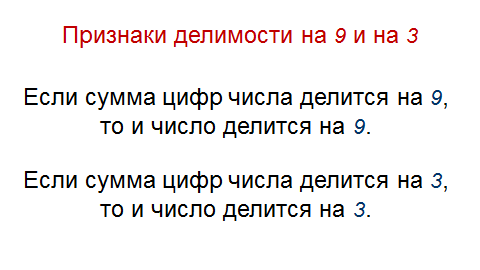 Признаки делимости на 9 и на 3
Если сумма цифр числа делится на 9,
то и число делится на 9.
Если сумма цифр числа делится на 3,
то и число делится на 3.